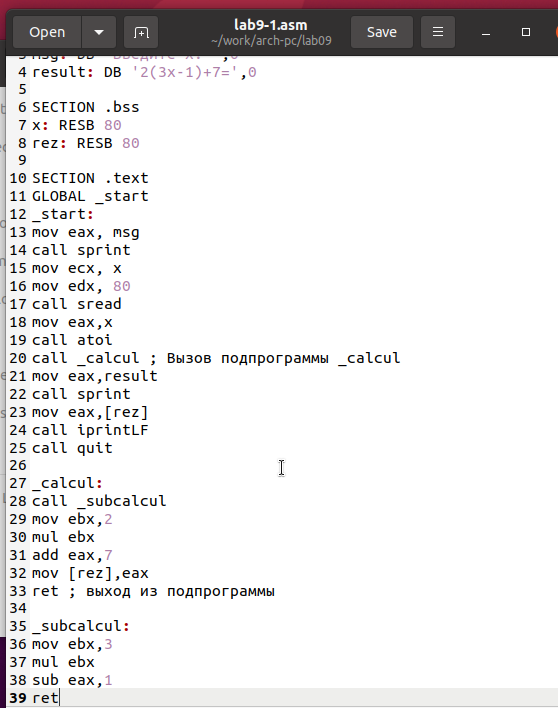 Open
lab9-1.asm
~/work/arch-pc/lab09
Save
4 result: DB '2(3x-1)+7=',0
5
6 SECTION .bss
7 x: RESB 80
8 rez: RESB 80
9
10 SECTION .text
11 GLOBAL _start
12 _start:
13 mov eax, msg
14 call sprint
15 mov ecx, x
16 mov edx, 80
17 call sread
18 mov eax,x
19 call atoi
20 call _calcul ; Вызов подпрограммы _calcul
21 mov eax,result
22 call sprint
23 mov eax,[rez]
24 call iprintLF
25 call quit
26
27 _calcul:
28 call _subcalcul
29 mov ebx,2
30 mul ebx
31 add eax,7
32 mov [rez],eax
33 ret ; выход из подпрограммы
34
35 _subcalcul:
36 mov ebx,3
37 mul ebx
38 sub eax,1
39 ret